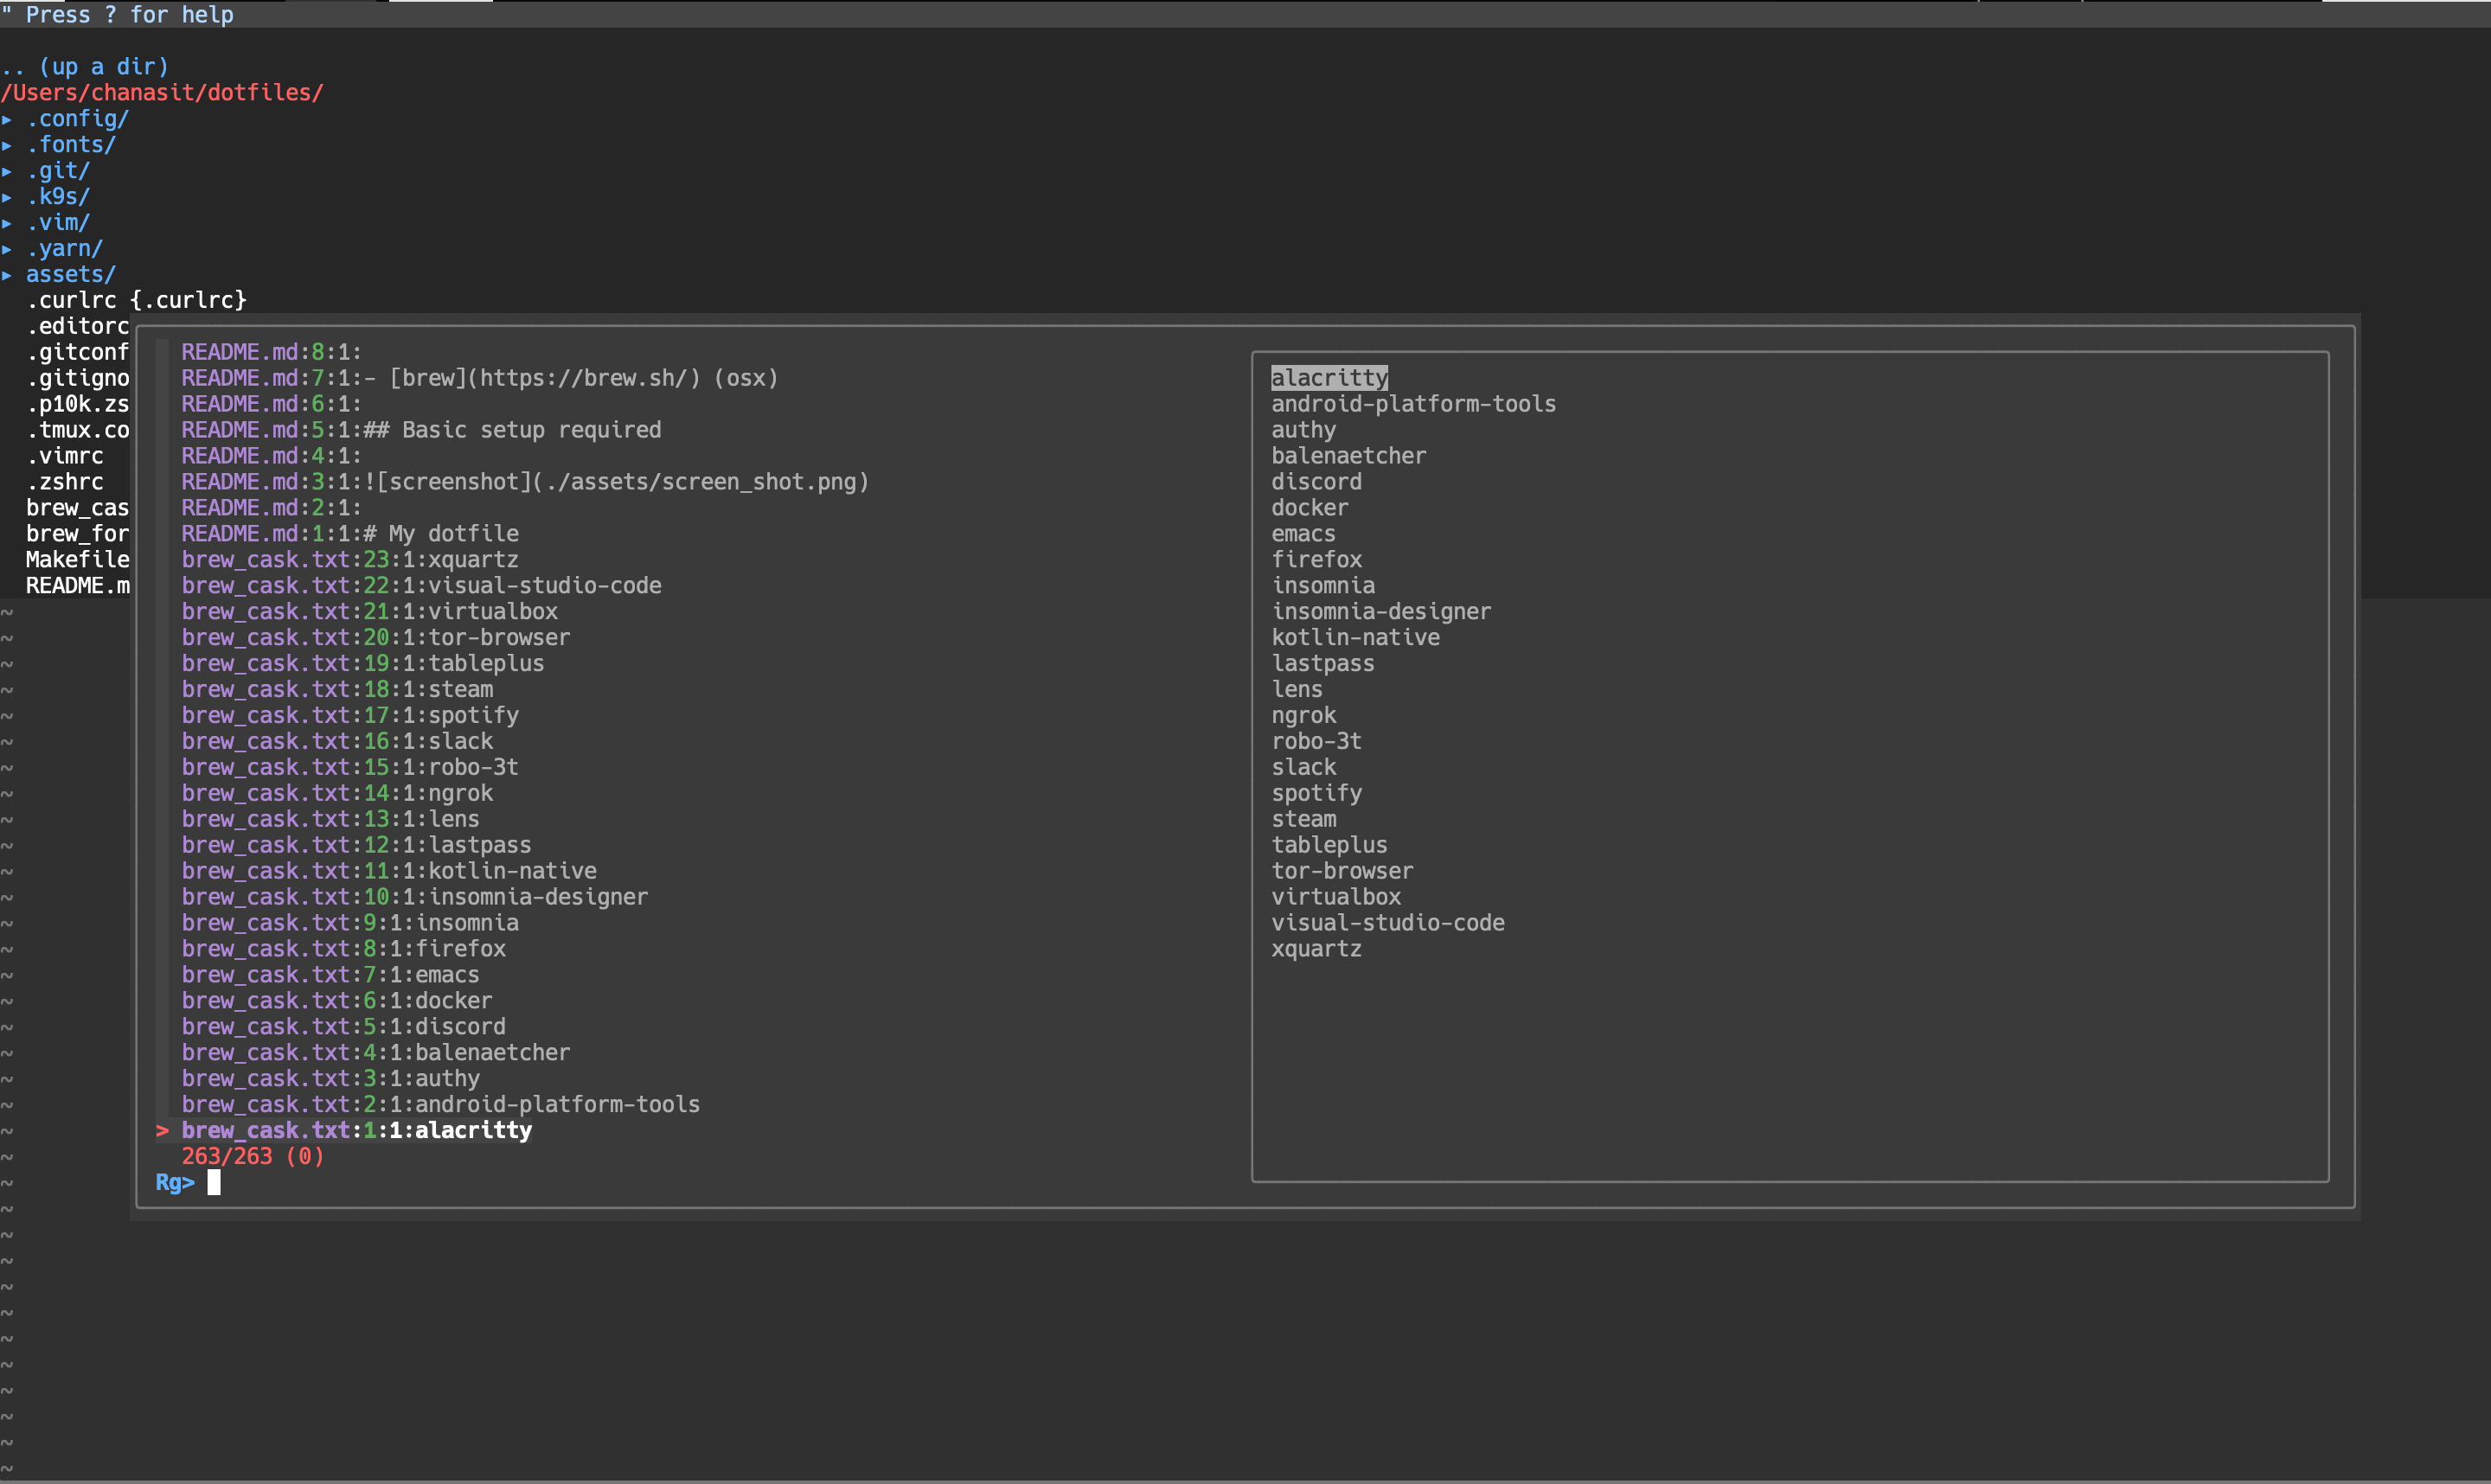 " Press ? for help
.. (up a dir)
/Users/chanasit/dotfiles/
▸ .config/
▸ .fonts/
▸ .git/
▸ .k9s/
▸ .vim/
▸ .yarn/
▸ assets/
.curlrc {.curlrc}
.editorc
.gitconf
.gitigno
.p10k.zs
.tmux.co
.vimrc
.zshrc
brew_cas
brew_for
Makefile
README.m
README.md:8:1:
README.md:7:1:- [brew](https://brew.sh/) (osx)
README.md:6:1:
README.md:5:1:## Basic setup required
README.md:4:1:
README.md:3:1:![screenshot](./assets/screen_shot.png)
README.md:2:1:
README.md:1:1:# My dotfile
brew_cask.txt:23:1:xquartz
brew_cask.txt:22:1:visual-studio-code
brew_cask.txt:21:1:virtualbox
brew_cask.txt:20:1:tor-browser
brew_cask.txt:19:1:tableplus
brew_cask.txt:18:1:steam
brew_cask.txt:17:1:spotify
brew_cask.txt:16:1:slack
brew_cask.txt:15:1:robo-3t
brew_cask.txt:14:1:ngrok
brew_cask.txt:13:1:lens
brew_cask.txt:12:1:lastpass
brew_cask.txt:11:1:kotlin-native
brew_cask.txt:10:1:insomnia-designer
brew_cask.txt:9:1:insomnia
brew_cask.txt:8:1:firefox
brew_cask.txt:7:1:emacs
brew_cask.txt:6:1:docker
brew_cask.txt:5:1:discord
brew_cask.txt:4:1:balenaetcher
brew_cask.txt:3:1:authy
brew_cask.txt:2:1:android-platform-tools
> brew_cask.txt:1:1:alacritty
263/263 (0)
Rg>
alacritty
android-platform-tools
authy
balenaetcher
discord
docker
emacs
firefox
insomnia
insomnia-designer
kotlin-native
lastpass
lens
ngrok
robo-3t
slack
spotify
steam
tableplus
tor-browser
virtualbox
visual-studio-code
xquartz